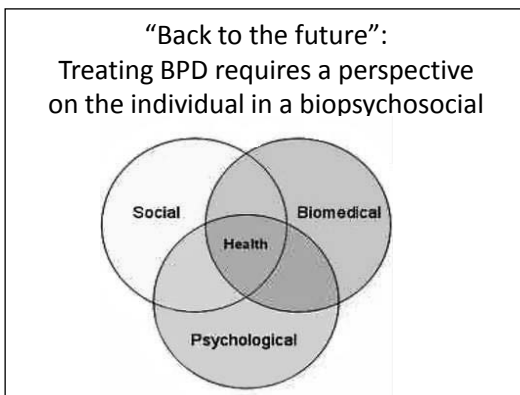 “Back to the future”:
Treating BPD requires a perspective
on the individual in a biopsychosocial
Social
Biomedical
Health
Psychological